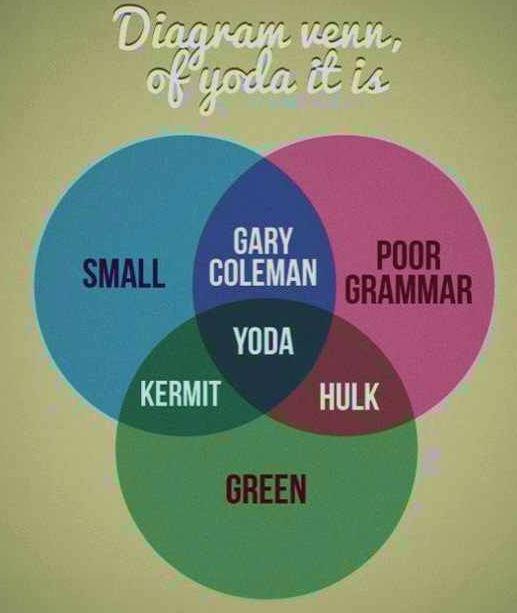 Diagram venn,
of yoda it is
GARY
COLEMAN
SMALL
POOR
GRAMMAR
YODA
KERMIT
HULK
GREEN